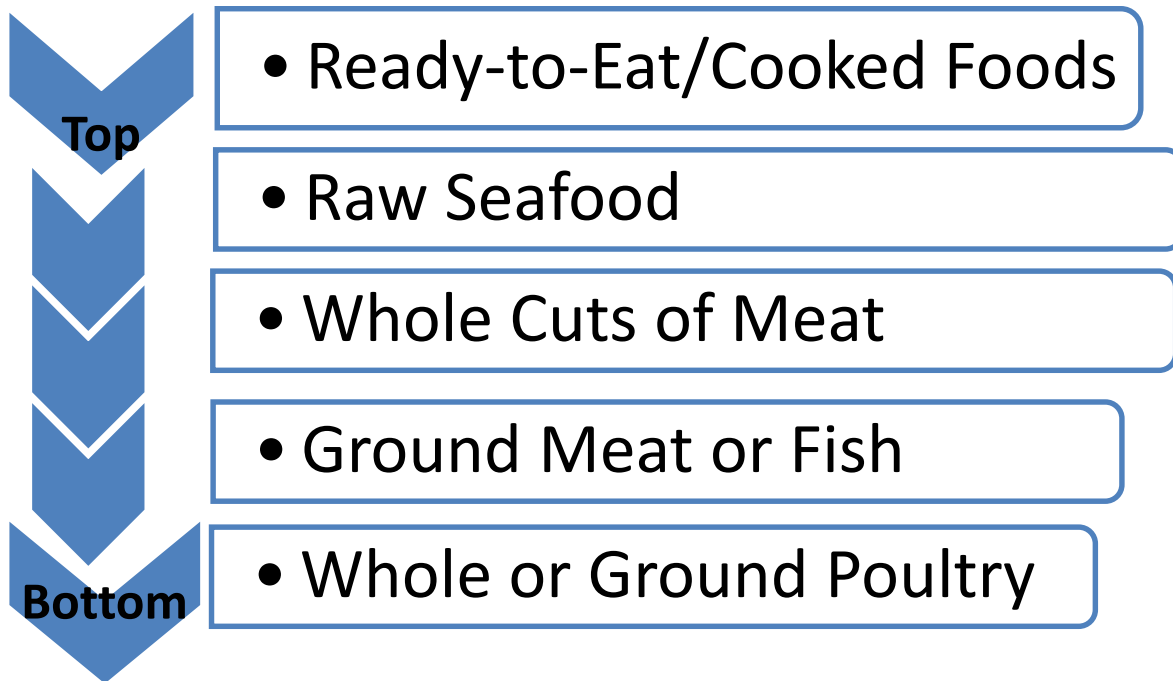 Top
• Ready-to-Eat/Cooked Foods
• Raw Seafood
• Whole Cuts of Meat
• Ground Meat or Fish
Bottom
• Whole or Ground Poultry